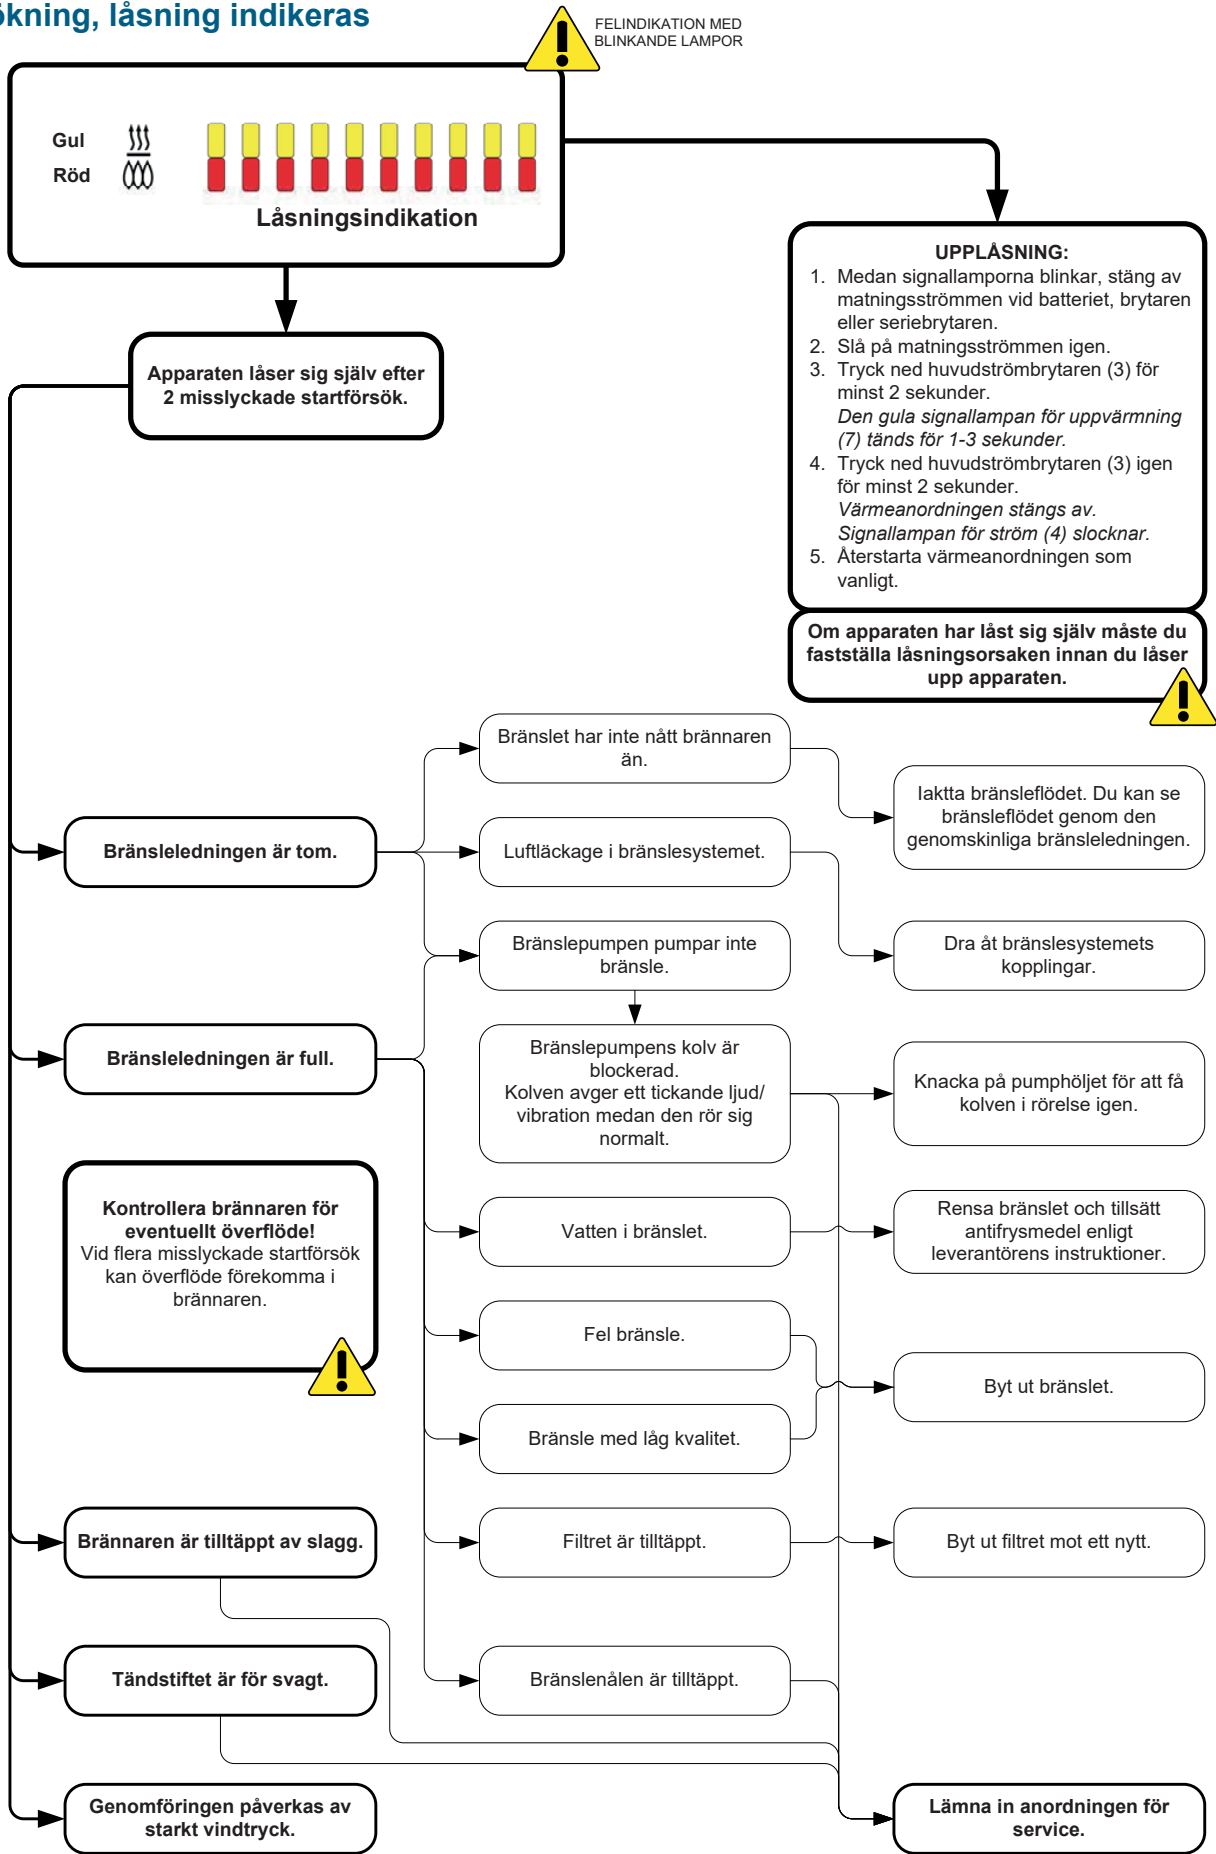 ökning, låsning indikeras
FELINDIKATION MED
BLINKANDE LAMPOR
Gul
Röd
Låsningsindikation
UPPLÅSNING:
1. Medan signallamporna blinkar, stäng av
matningsströmmen vid batteriet, brytaren
eller seriebrytaren.
2. Slå på matningsströmmen igen.
3. Tryck ned huvudströmbrytaren (3) för
minst 2 sekunder.
Den gula signallampan för uppvärmning
(7) tänds för 1-3 sekunder.
4. Tryck ned huvudströmbrytaren (3) igen
för minst 2 sekunder.
Värmeanordningen stängs av.
Signallampan för ström (4) slocknar.
5. Återstarta värmeanordningen som
vanligt.
Om apparaten har låst sig själv måste du
fastställa låsningsorsaken innan du låser
upp apparaten.
Apparaten låser sig själv efter
2 misslyckade startförsök.
Bränsleledningen är tom.
Bränslet har inte nått brännaren
än.
Iaktta bränsleflödet. Du kan se
bränsleflödet genom den
genomskinliga bränsleledningen.
Luftläckage i bränslesystemet.
Dra åt bränslesystemets
kopplingar.
Bränslepumpen pumpar inte
bränsle.
Bränsleledningen är full.
Bränslepumpens kolv är
blockerad.
Kolven avger ett tickande ljud/
vibration medan den rör sig
normalt.
Knacka på pumphöljet för att få
kolven i rörelse igen.
Kontrollera brännaren för
eventuellt överflöde!
Vid flera misslyckade startförsök
kan överflöde förekomma i
brännaren.
Vatten i bränslet.
Rensa bränslet och tillsätt
antifrysmedel enligt
leverantörens instruktioner.
Fel bränsle.
Byt ut bränslet.
Bränsle med låg kvalitet.
Brännaren är tilltäppt av slagg.
Filtret är tilltäppt.
Byt ut filtret mot ett nytt.
Tändstiftet är för svagt.
Bränslenålen är tilltäppt.
Genomföringen påverkas av
starkt vindtryck.
Lämna in anordningen för
service.